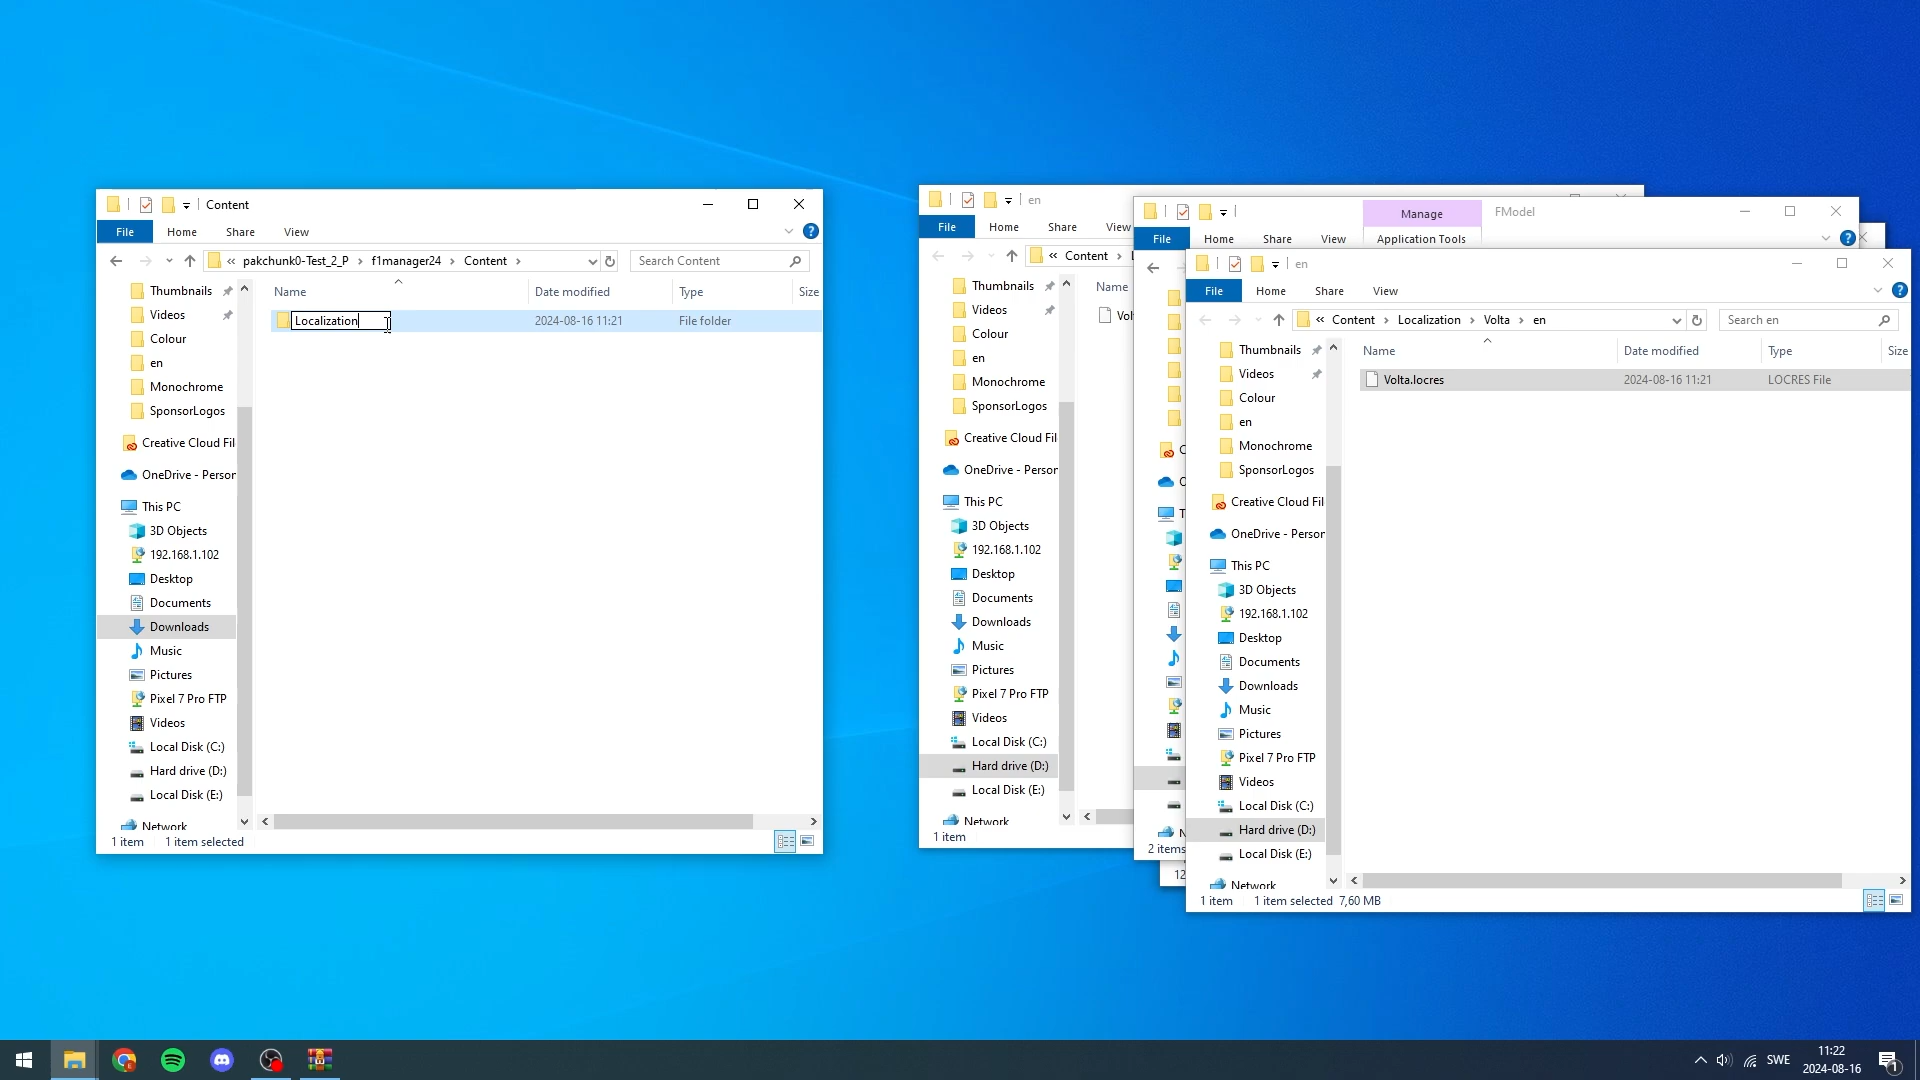 Content
File
Home
Share
View
« pakchunk0-Test_2_P
f1manager24
Content
Search Content
Name
Date modified
Type
Size
Localization
2024-08-16 11:21
File folder
Thumbnails
Videos
Colour
en
Monochrome
SponsorLogos
Creative Cloud Fil
OneDrive - Person
This PC
3D Objects
192.168.1.102
Desktop
Documents
Downloads
Music
Pictures
Pixel 7 Pro FTP
Videos
Local Disk (C:)
Hard drive (D:)
Local Disk (E:)
Network
1 item
1 item selected
en
File
Home
Share
View
« Content
Name
Thumbnails
Videos
Colour
en
Monochrome
SponsorLogos
Creative Cloud Fil
OneDrive - Person
This PC
3D Objects
192.168.1.102
Desktop
Documents
Downloads
Music
Pictures
Pixel 7 Pro FTP
Videos
Local Disk (C:)
Hard drive (D:)
Local Disk (E:)
Network
1 item
Manage
FModel
File
Home
Share
View
Application Tools
2 items
12
en
File
Home
Share
View
« Content
Localization
Volta
en
Search en
Name
Date modified
Type
Size
Volta.locres
2024-08-16 11:21
LOCRES File
Thumbnails
Videos
Colour
en
Monochrome
SponsorLogos
Creative Cloud Fil
OneDrive - Person
This PC
3D Objects
192.168.1.102
Desktop
Documents
Downloads
Music
Pictures
Pixel 7 Pro FTP
Videos
Local Disk (C:)
Hard drive (D:)
Local Disk (E:)
Network
1 item
1 item selected 7,60 MB
SWE
11:22
2024-08-16
1